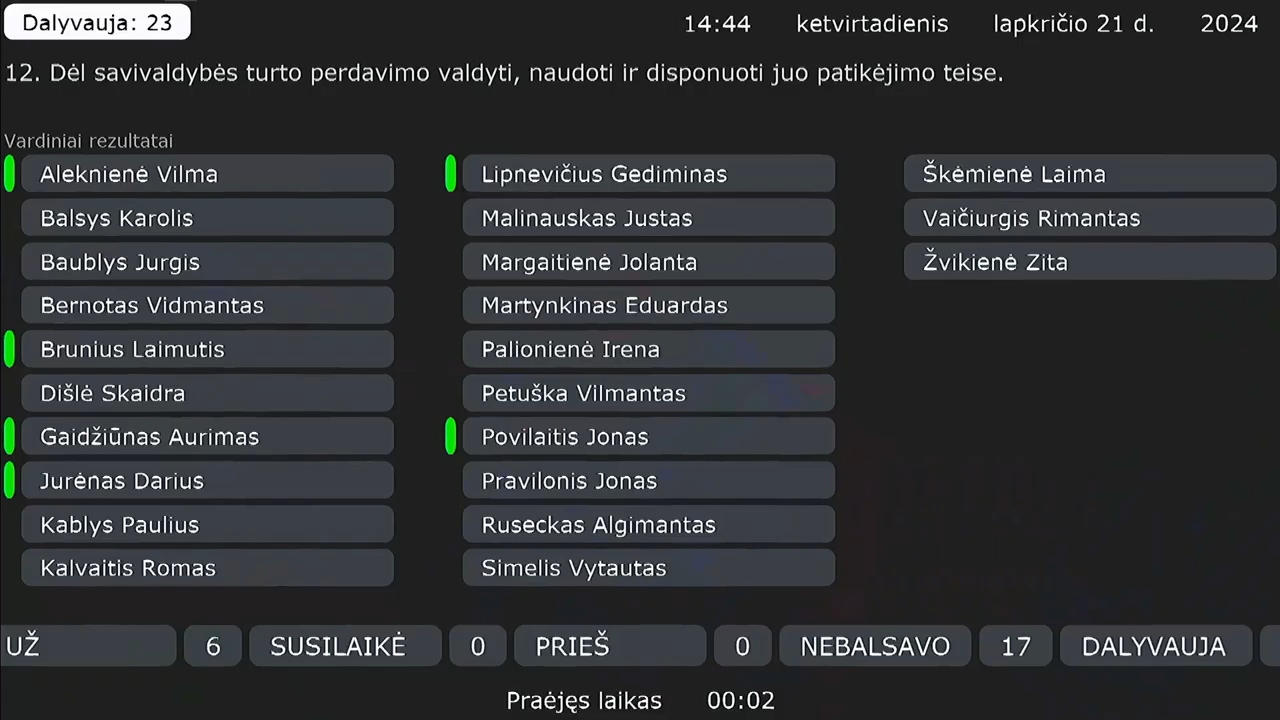 Dalyvauja: 23
14:44 ketvirtadienis lapkričio 21 d. 2024
12. Dėl savivaldybės turto perdavimo valdyti, naudoti ir disponuoti juo patikėjimo teise.
Vardiniai rezultatai
Aleknienė Vilma
Balsys Karolis
Baublys Jurgis
Bernotas Vidmantas
Brunius Laimutis
Dišlė Skaidra
Gaidžiūnas Aurimas
Jurėnas Darius
Kablys Paulius
Kalvaitis Romas
Lipnevičius Gediminas
Malinauskas Justas
Margaitienė Jolanta
Martynkinas Eduardas
Palionienė Irena
Petuška Vilmantas
Povilaitis Jonas
Pravilonis Jonas
Ruseckas Algimantas
Simelis Vytautas
Škėmienė Laima
Vaičiurgis Rimantas
Žvikienė Zita
UŽ 6 SUSILAIKĖ 0 PRIEŠ 0 NEBALSAVO 17 DALYVAUJA
Praėjęs laikas 00:02